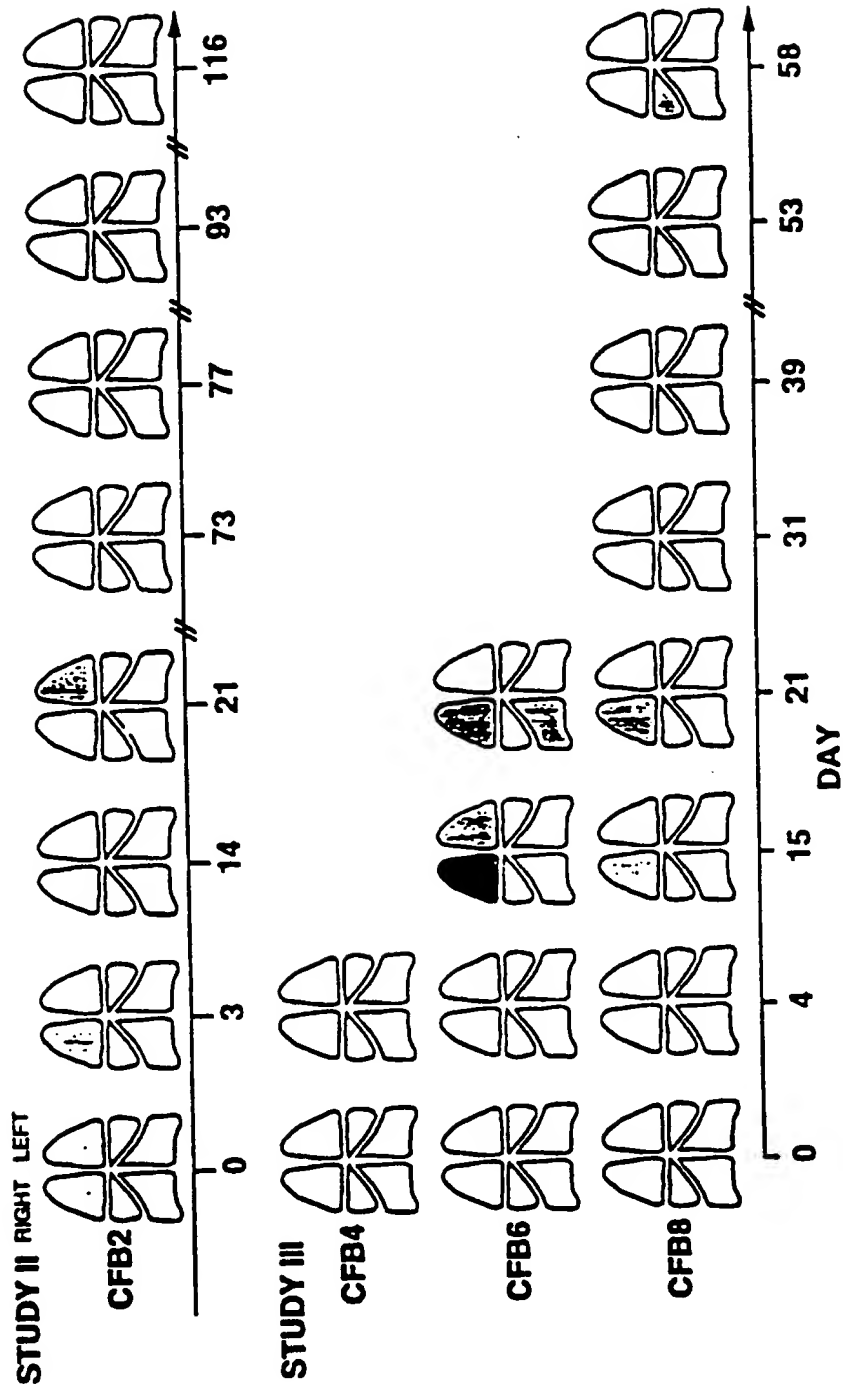 STUDY II RIGHT LEFT
CFB2
0 3 14 21 73 77 93 116
STUDY III
CFB4
CFB6
CFB8
0 4 15 21 31 39 53 58
DAY